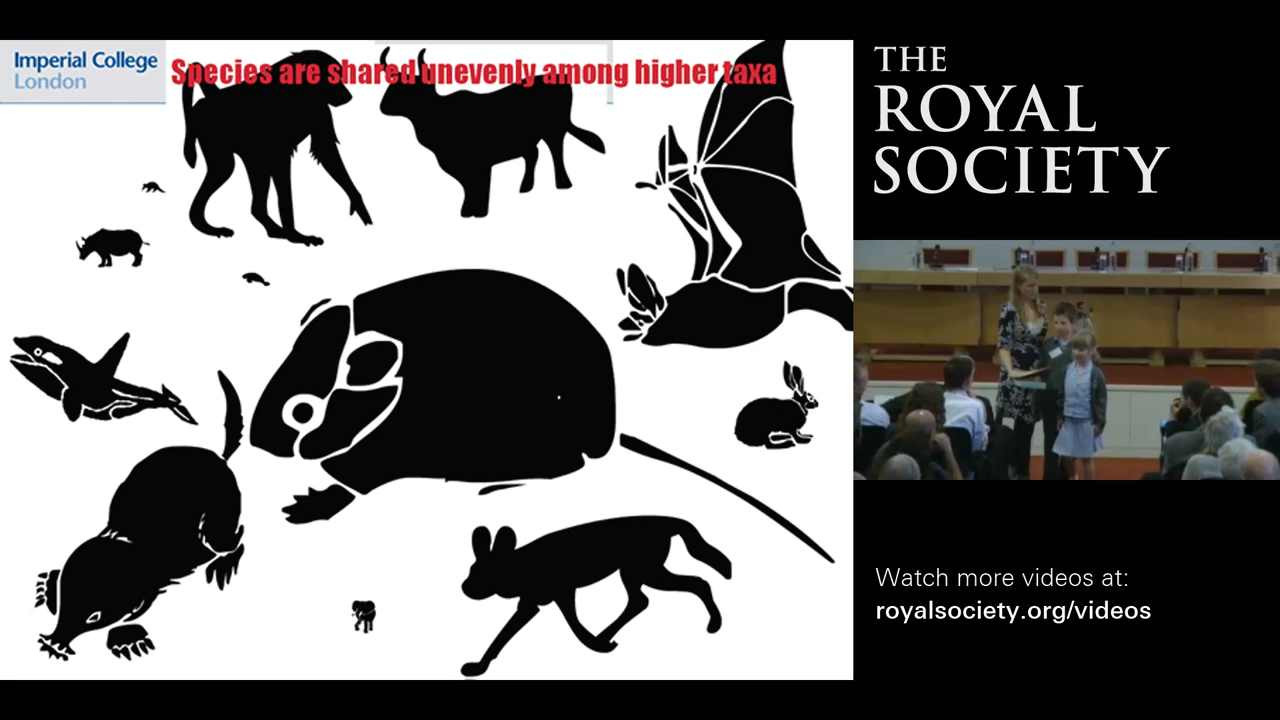 Imperial College
London
Species are shared unevenly among higher taxa
THE
ROYAL
SOCIETY
Watch more videos at:
royalsociety.org/videos